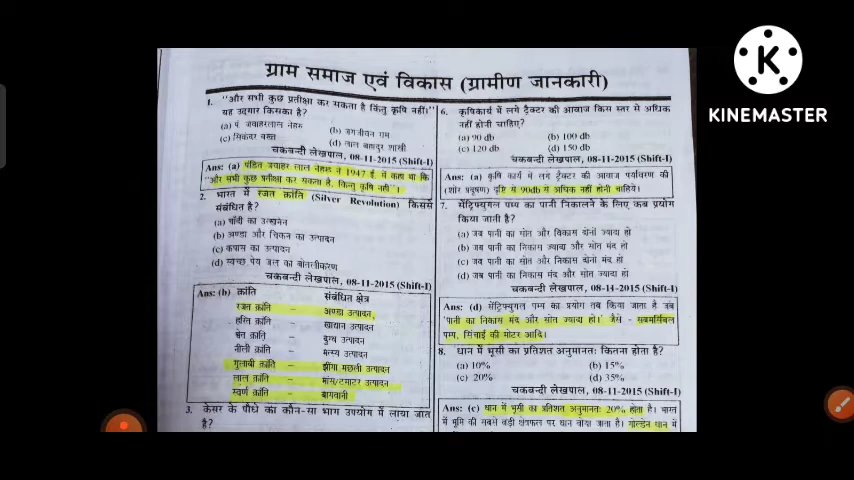 ग्राम समाज एवं विकास (ग्रामीण जानकारी)
1. "और सभी कुछ प्रतीक्षा कर सकता है किंतु कृषि नहीं।"
यह उद्गार किसका है?
(a) पं. जवाहरलाल नेहरू (b) जगजीवन राम
(c) सिकंदर बख्त (d) लाल बहादुर शास्त्री
चकबन्दी लेखपाल, 08-11-2015 (Shift-I)
Ans: (a) पंडित जवाहर लाल नेहरू ने 1947 ई. में कहा था कि
'और सभी कुछ प्रतीक्षा कर सकता है, किन्तु कृषि नहीं'।
2. भारत में रजत क्रांति (Silver Revolution) किससे
संबंधित है?
(a) चाँदी का उत्खनन
(b) अण्डा और चिकन का उत्पादन
(c) कपास का उत्पादन
(d) स्वच्छ पेय जल का बोतलीकरण
चकबन्दी लेखपाल, 08-11-2015 (Shift-I)
Ans: (b) क्रांति संबंधित क्षेत्र
रजत क्रांति – अण्डा उत्पादन,
हरित क्रांति – खाद्यान उत्पादन
श्वेत क्रांति – दुग्ध उत्पादन
नीली क्रांति – मत्स्य उत्पादन
गुलाबी क्रांति – झींगा मछली उत्पादन
लाल क्रांति – मांस/टमाटर उत्पादन
स्वर्ण क्रांति – बागवानी
3. केसर के पौधे का कौन-सा भाग उपयोग में लाया जाता
है?
6. कृषिकार्य में लगे ट्रैक्टर की आवाज किस स्तर से अधिक
नहीं होनी चाहिए?
(a) 90 db (b) 100 db
(c) 120 db (d) 150 db
चकबन्दी लेखपाल, 08-11-2015 (Shift-I)
Ans: (a) कृषि कार्य में लगे ट्रैक्टर की आवाज पर्यावरण की
(शोर प्रदूषण) दृष्टि से 90db से अधिक नहीं होनी चाहिये।
7. सेंट्रिफ्यूगल पम्प का पानी निकालने के लिए कब प्रयोग
किया जाता है?
(a) जब पानी का स्रोत और विकास दोनों ज्यादा हो
(b) जब पानी का निकास ज्यादा और स्रोत मंद हो
(c) जब पानी का स्रोत और निकास दोनों मंद हो
(d) जब पानी का निकास मंद और स्रोत ज्यादा हो
चकबन्दी लेखपाल, 08-11-2015 (Shift-I)
Ans: (d) सेंट्रिफ्यूगल पम्प का प्रयोग तब किया जाता है जब
'पानी का निकास मंद और स्रोत ज्यादा हो।' जैसे - सबमर्सिबल
पम्प, सिंचाई की मोटर आदि।
8. धान में भूसी का प्रतिशत अनुमानतः कितना होता है?
(a) 10% (b) 15%
(c) 20% (d) 35%
चकबन्दी लेखपाल, 08-11-2015 (Shift-I)
Ans: (c) धान में भूसी का प्रतिशत अनुमानतः 20% होता है। भारत
में भूमि की सबसे बड़ी क्षेत्रफल पर धान बोया जाता है। गोल्डेन धान में
K
KINEMASTER